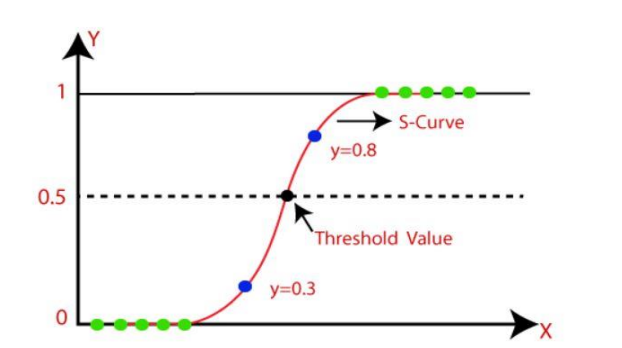 Y
1
S-Curve
y=0.8
0.5
Threshold Value
y=0.3
0
X